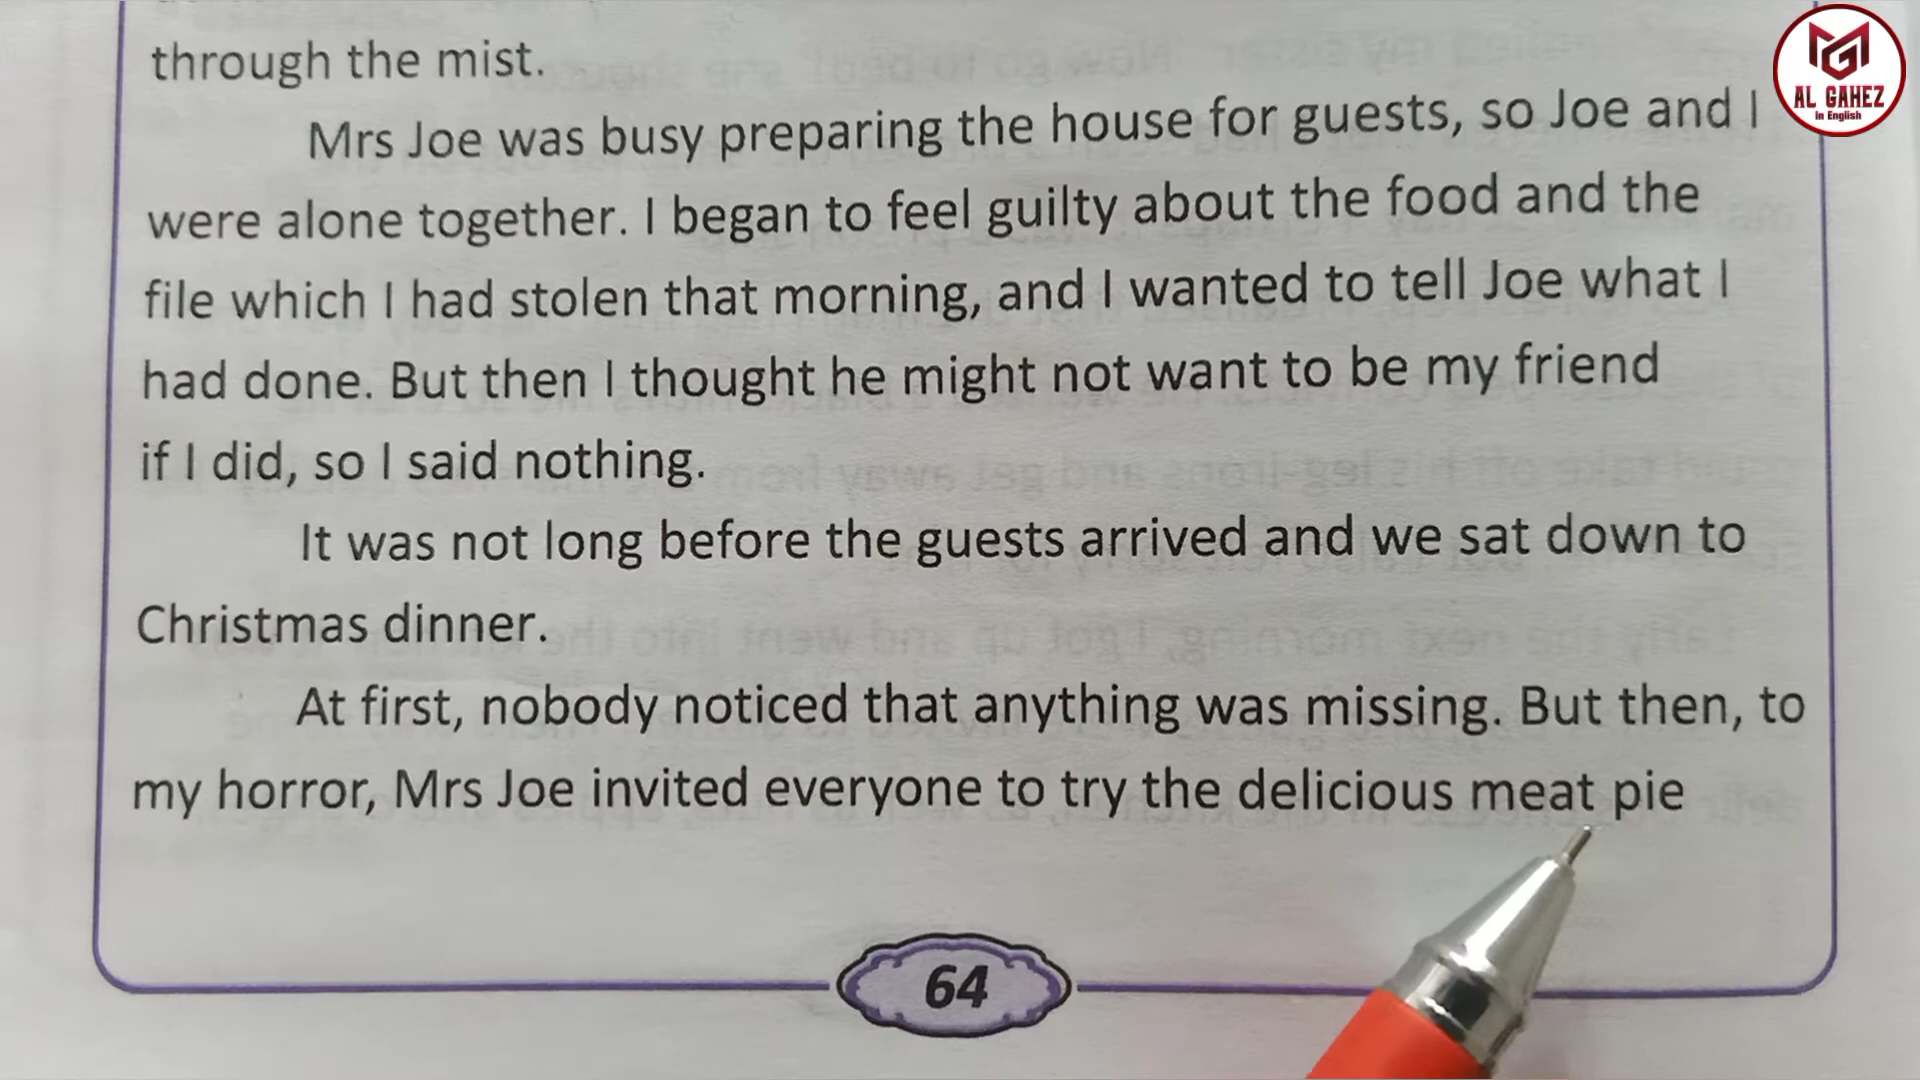 through the mist.
Mrs Joe was busy preparing the house for guests, so Joe and I
were alone together. I began to feel guilty about the food and the
file which I had stolen that morning, and I wanted to tell Joe what I
had done. But then I thought he might not want to be my friend
if I did, so I said nothing.
It was not long before the guests arrived and we sat down to
Christmas dinner.
At first, nobody noticed that anything was missing. But then, to
my horror, Mrs Joe invited everyone to try the delicious meat pie
64
AL GAHEZ
in English